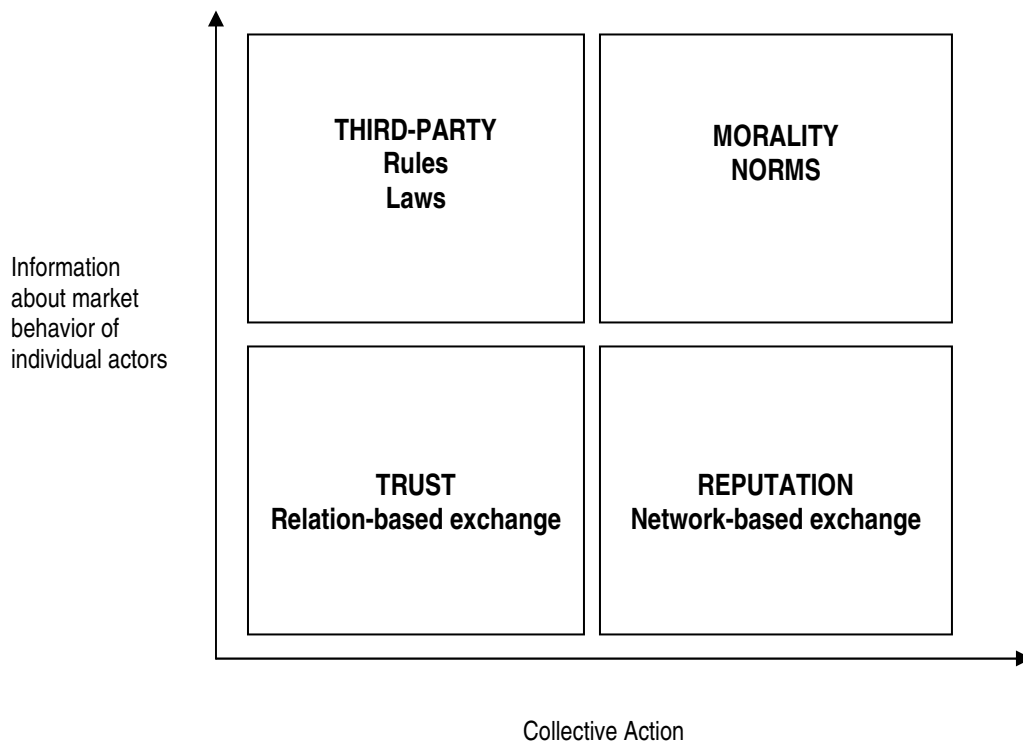 THIRD-PARTY
Rules
Laws
MORALITY
NORMS
Information
about market
behavior of
individual actors
TRUST
Relation-based exchange
REPUTATION
Network-based exchange
Collective Action